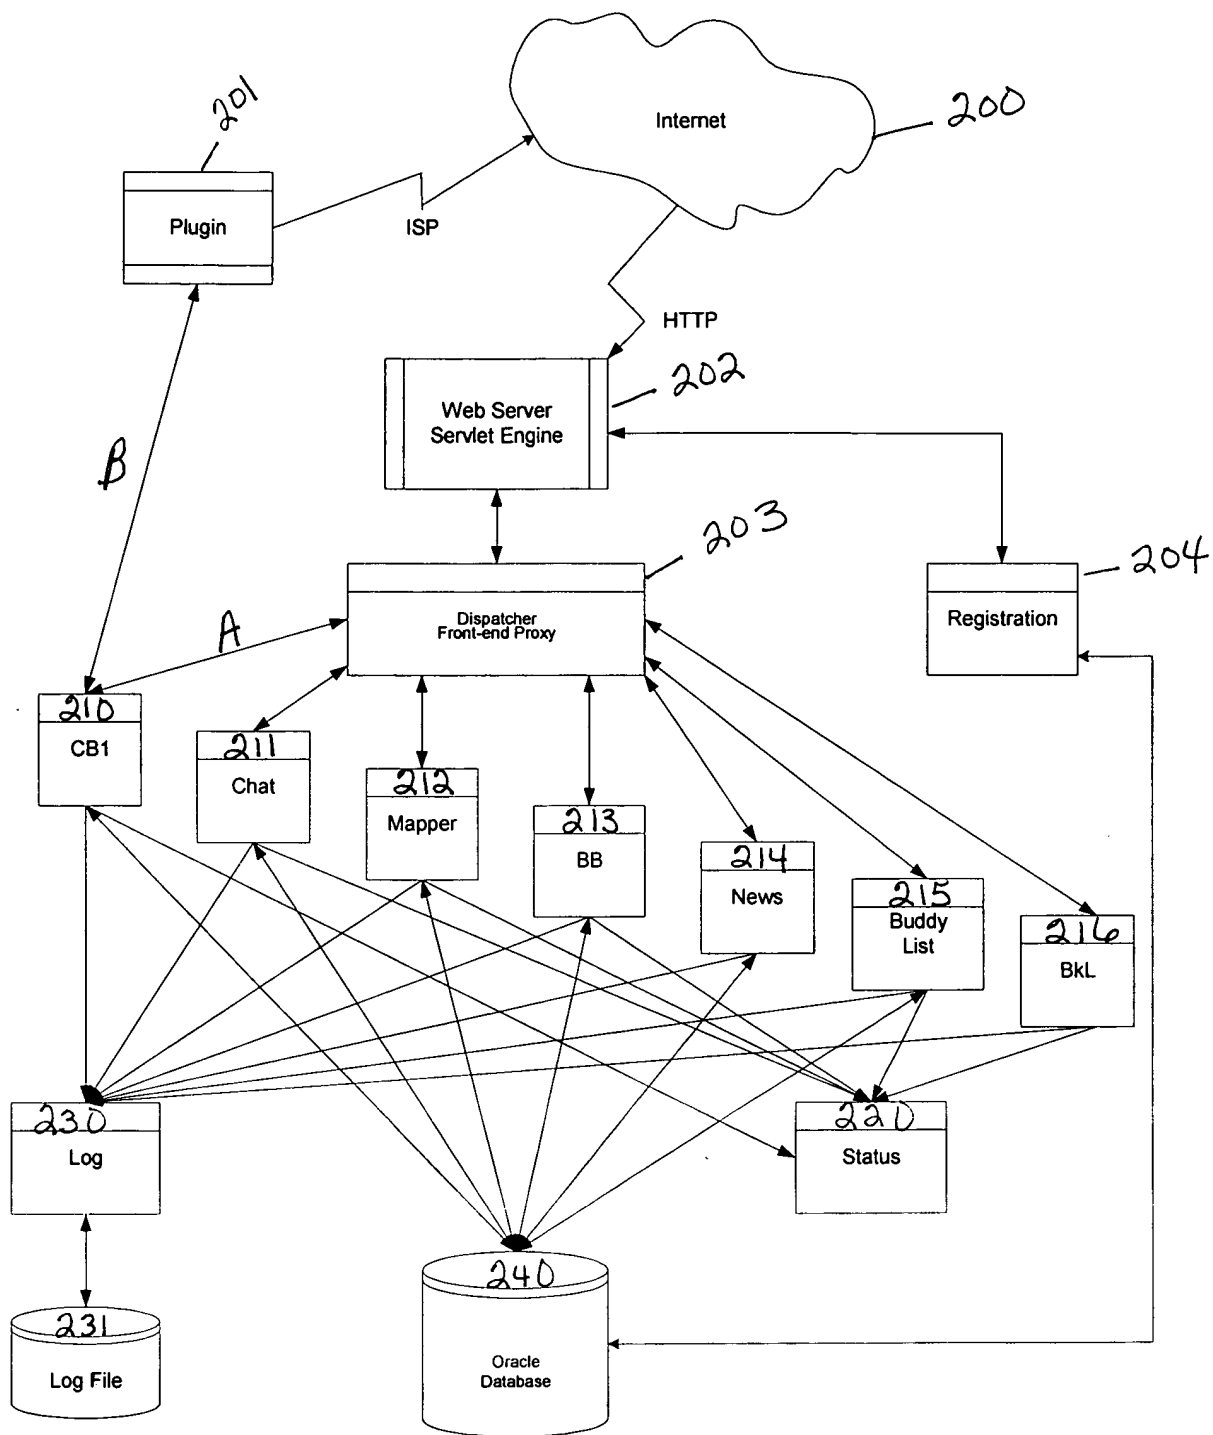 Internet
200
201
Plugin
ISP
HTTP
Web Server
Servlet Engine
202
B
203
Dispatcher
Front-end Proxy
204
Registration
A
210
CB1
211
Chat
212
Mapper
213
BB
214
News
215
Buddy
List
216
BkL
230
Log
220
Status
240
Oracle
Database
231
Log File